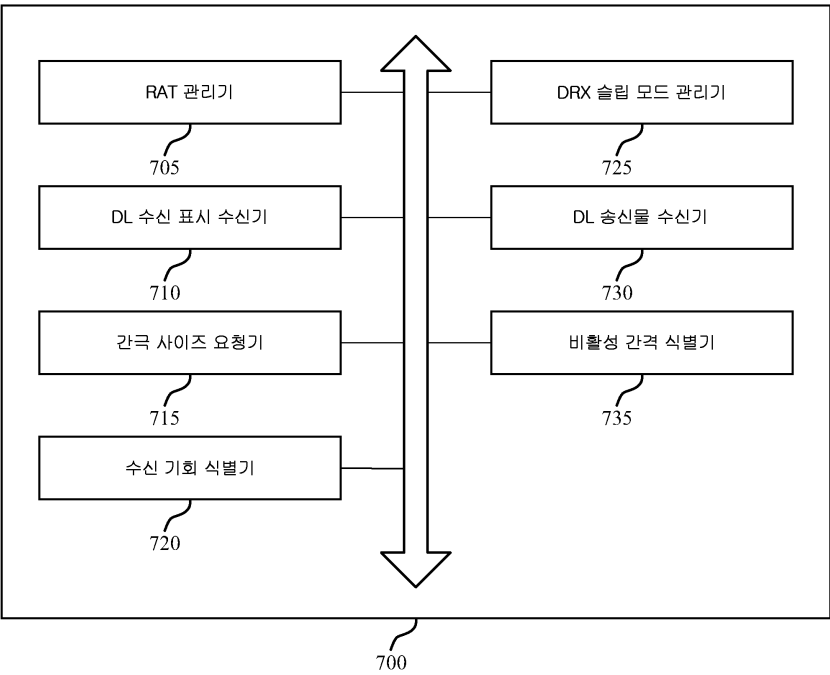 RAT 관리기
705
DL 수신 표시 수신기
710
간극 사이즈 요청기
715
수신 기회 식별기
720
DRX 슬립 모드 관리기
725
DL 송신물 수신기
730
비활성 간격 식별기
735
700